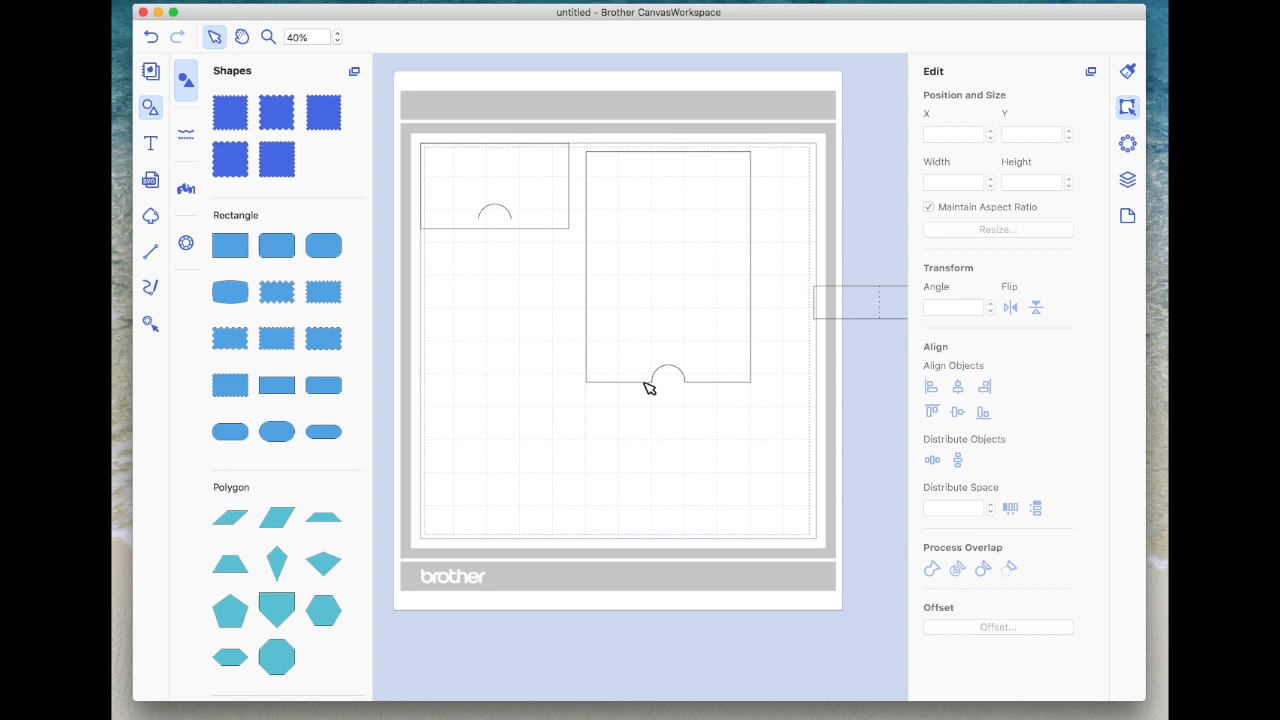 untitled – Brother CanvasWorkspace
40%
Shapes
Rectangle
Polygon
T
SVG
brother
Edit
Position and Size
X Y
Width Height
Maintain Aspect Ratio
Resize...
Transform
Angle Flip
Align
Align Objects
Distribute Objects
Distribute Space
Process Overlap
Offset
Offset...